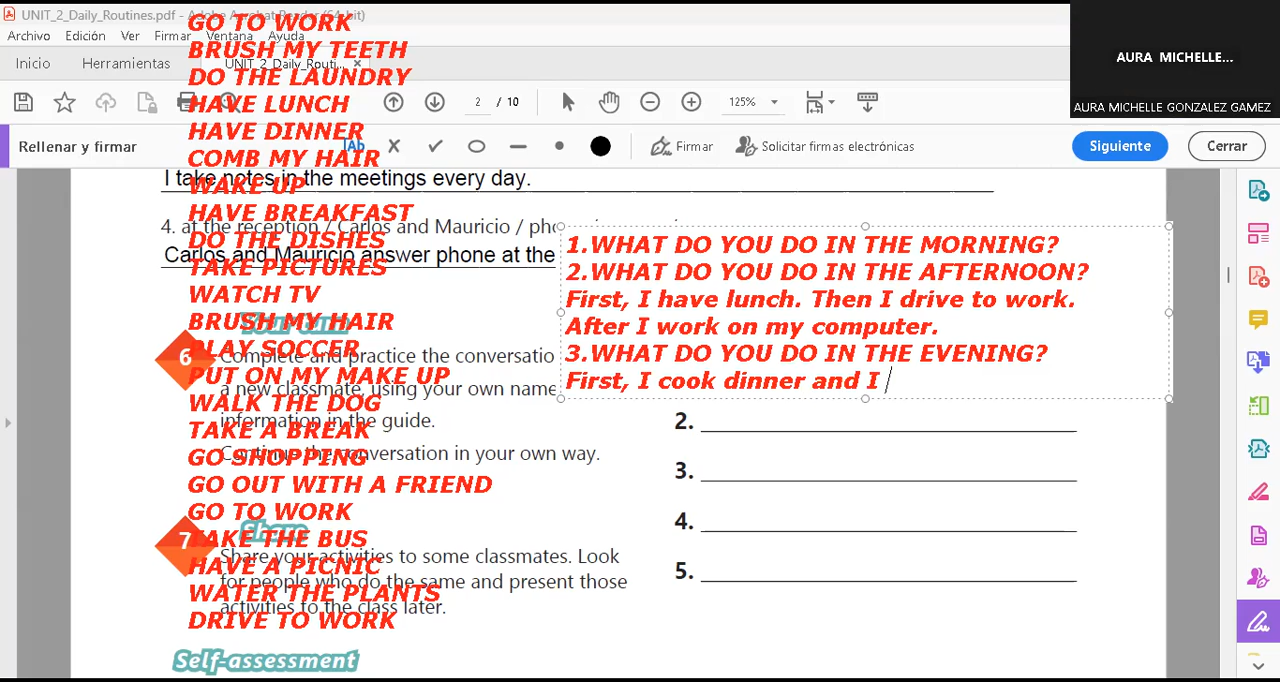 UNIT_2_Daily_Routines.pdf - Adobe Acrobat Reader (64-bit)
Archivo Edición Ver Firmar Ventana Ayuda
Inicio Herramientas UNIT_2_Daily_Routi... ×
2 / 10 125%
Rellenar y firmar IAb Firmar Solicitar firmas electrónicas Siguiente Cerrar
AURA MICHELLE...
AURA MICHELLE GONZALEZ GAMEZ
GO TO WORK
BRUSH MY TEETH
DO THE LAUNDRY
HAVE LUNCH
HAVE DINNER
COMB MY HAIR
WAKE UP
HAVE BREAKFAST
DO THE DISHES
TAKE PICTURES
WATCH TV
BRUSH MY HAIR
PLAY SOCCER
PUT ON MY MAKE UP
WALK THE DOG
TAKE A BREAK
GO SHOPPING
GO OUT WITH A FRIEND
GO TO WORK
TAKE THE BUS
HAVE A PICNIC
WATER THE PLANTS
DRIVE TO WORK
I take notes in the meetings every day.
4. at the reception / Carlos and Mauricio / pho
Carlos and Mauricio answer phone at the
1.WHAT DO YOU DO IN THE MORNING?
2.WHAT DO YOU DO IN THE AFTERNOON?
First, I have lunch. Then I drive to work.
After I work on my computer.
3.WHAT DO YOU DO IN THE EVENING?
First, I cook dinner and I
Your turn
6 Complete and practice the conversatio
a new classmate, using your own name
information in the guide.
Continue the conversation in your own way.
2.
3.
4.
5.
Share
7 Share your activities to some classmates. Look
for people who do the same and present those
activities to the class later.
Self-assessment